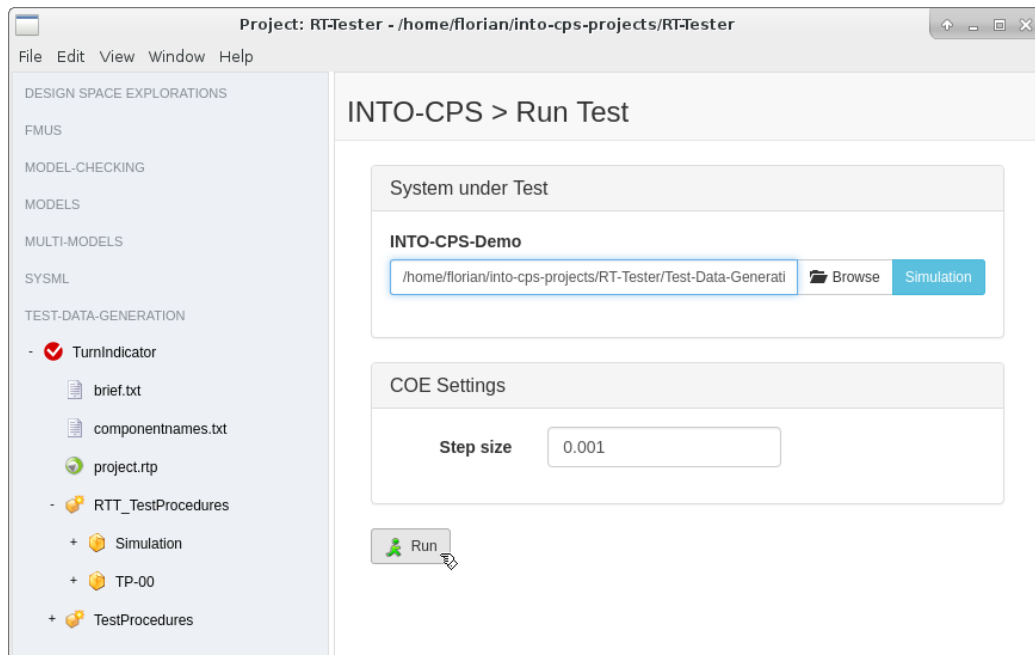 Project: RT-Tester - /home/florian/into-cps-projects/RT-Tester
File Edit View Window Help
DESIGN SPACE EXPLORATIONS
FMUS
MODEL-CHECKING
MODELS
MULTI-MODELS
SYSML
TEST-DATA-GENERATION
- TurnIndicator
brief.txt
componentnames.txt
project.rtp
- RTT_TestProcedures
+ Simulation
+ TP-00
+ TestProcedures
INTO-CPS > Run Test
System under Test
INTO-CPS-Demo
/home/florian/into-cps-projects/RT-Tester/Test-Data-Generati Browse Simulation
COE Settings
Step size 0.001
Run